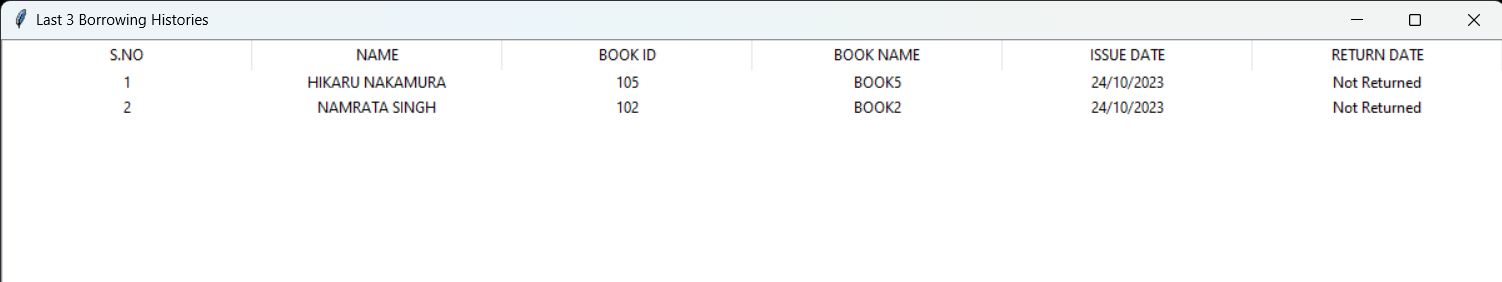 Last 3 Borrowing Histories
S.NO NAME BOOK ID BOOK NAME ISSUE DATE RETURN DATE
1 HIKARU NAKAMURA 105 BOOK5 24/10/2023 Not Returned
2 NAMRATA SINGH 102 BOOK2 24/10/2023 Not Returned